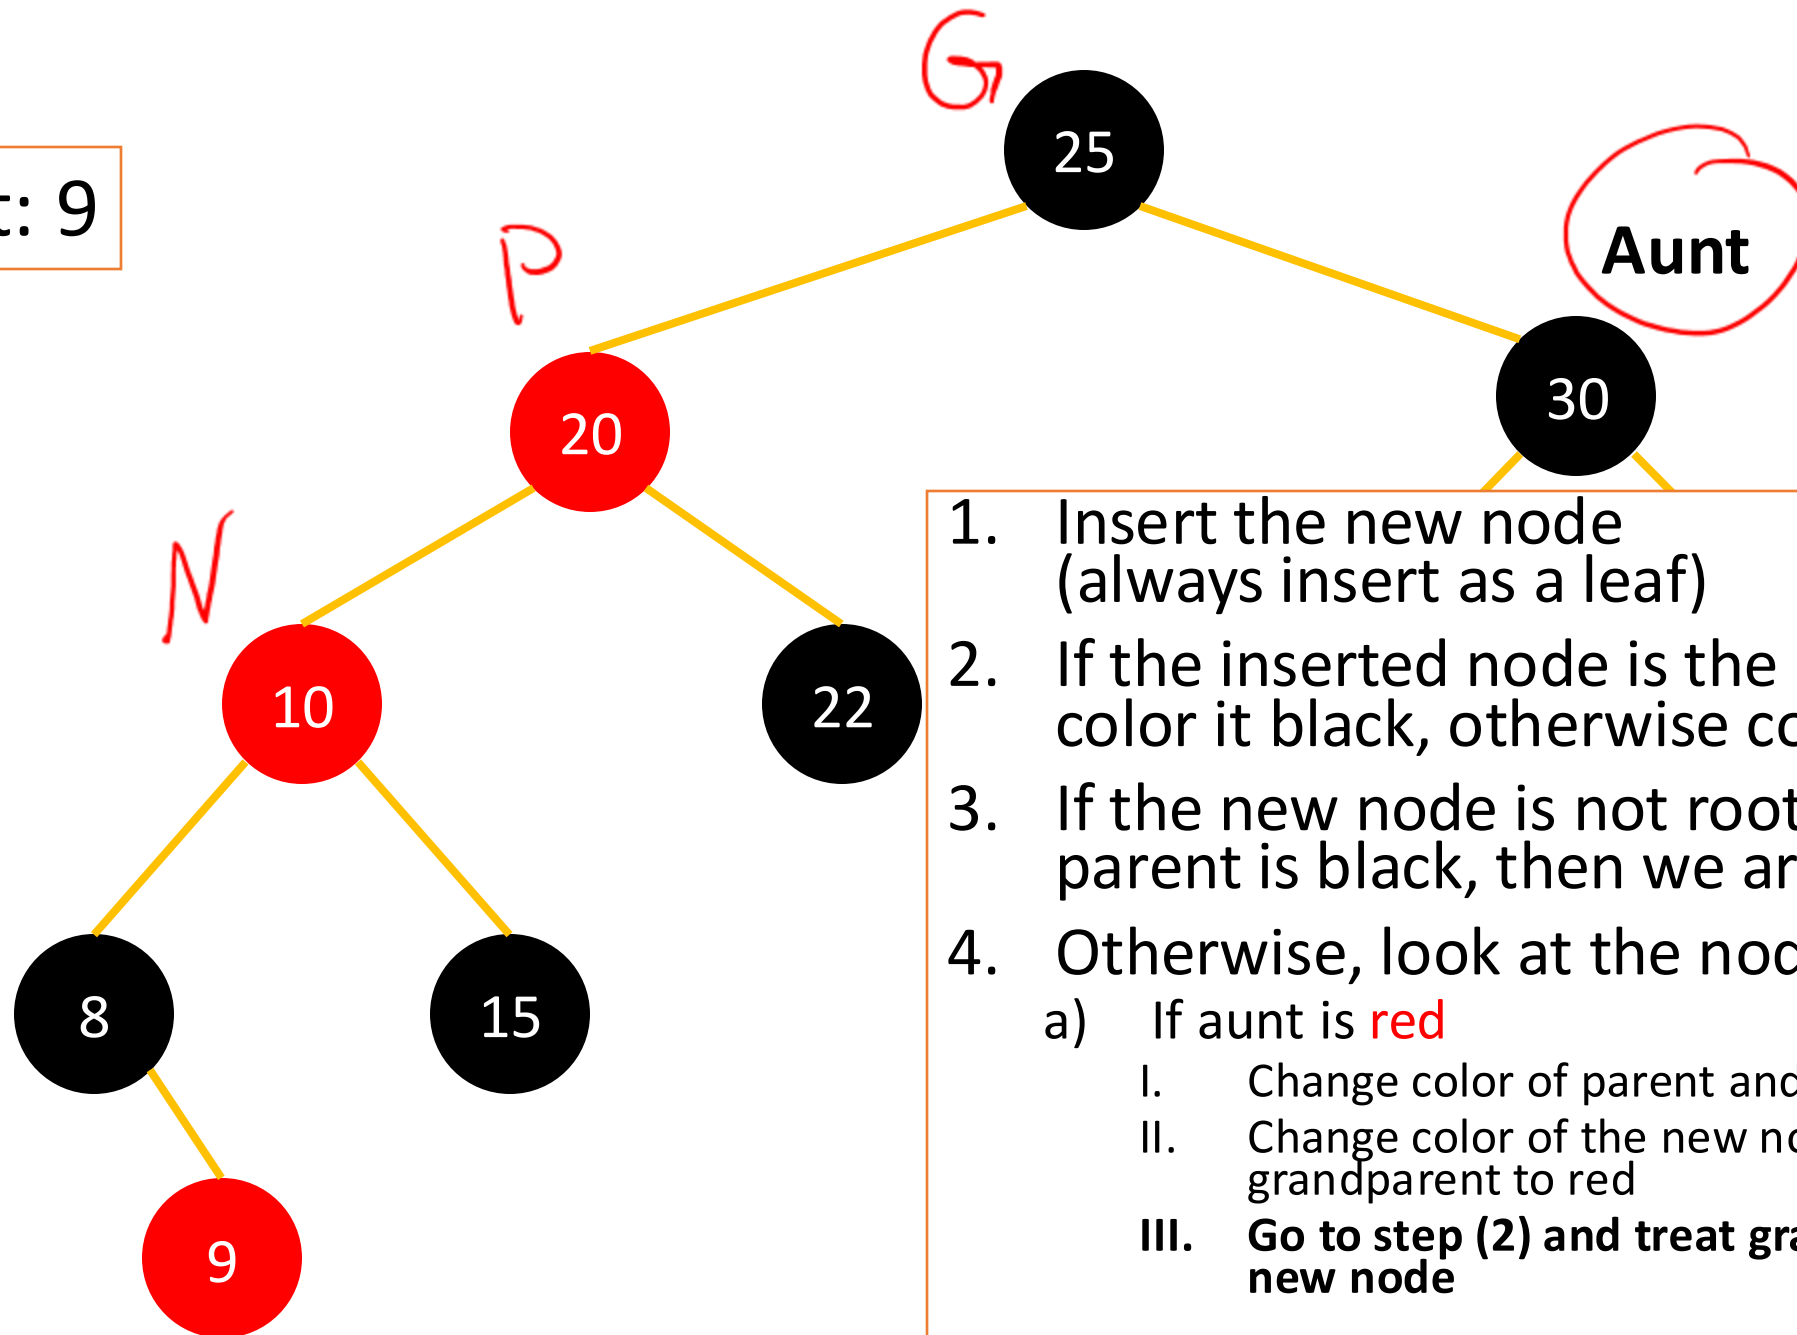 G
25
t: 9
P
Aunt
20
30
N
10
22
8
15
9
1. Insert the new node
(always insert as a leaf)
2. If the inserted node is the
color it black, otherwise co
3. If the new node is not root
parent is black, then we ar
4. Otherwise, look at the nod
a) If aunt is red
I. Change color of parent and
II. Change color of the new no
grandparent to red
III. Go to step (2) and treat gra
new node